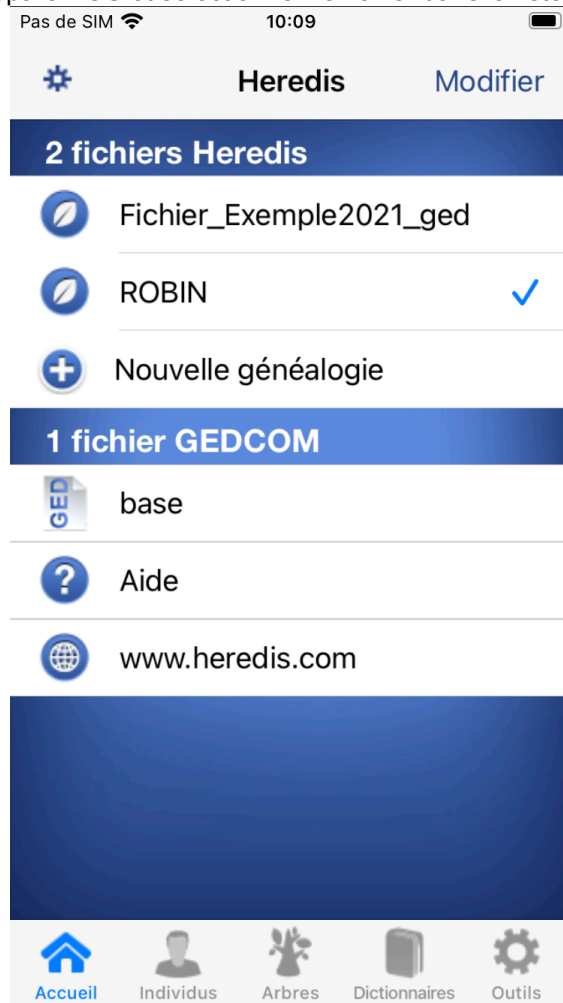 Pas de SIM 10:09
Heredis Modifier
2 fichiers Heredis
Fichier_Exemple2021_ged
ROBIN
Nouvelle généalogie
1 fichier GEDCOM
GED base
Aide
www.heredis.com
Accueil Individus Arbres Dictionnaires Outils